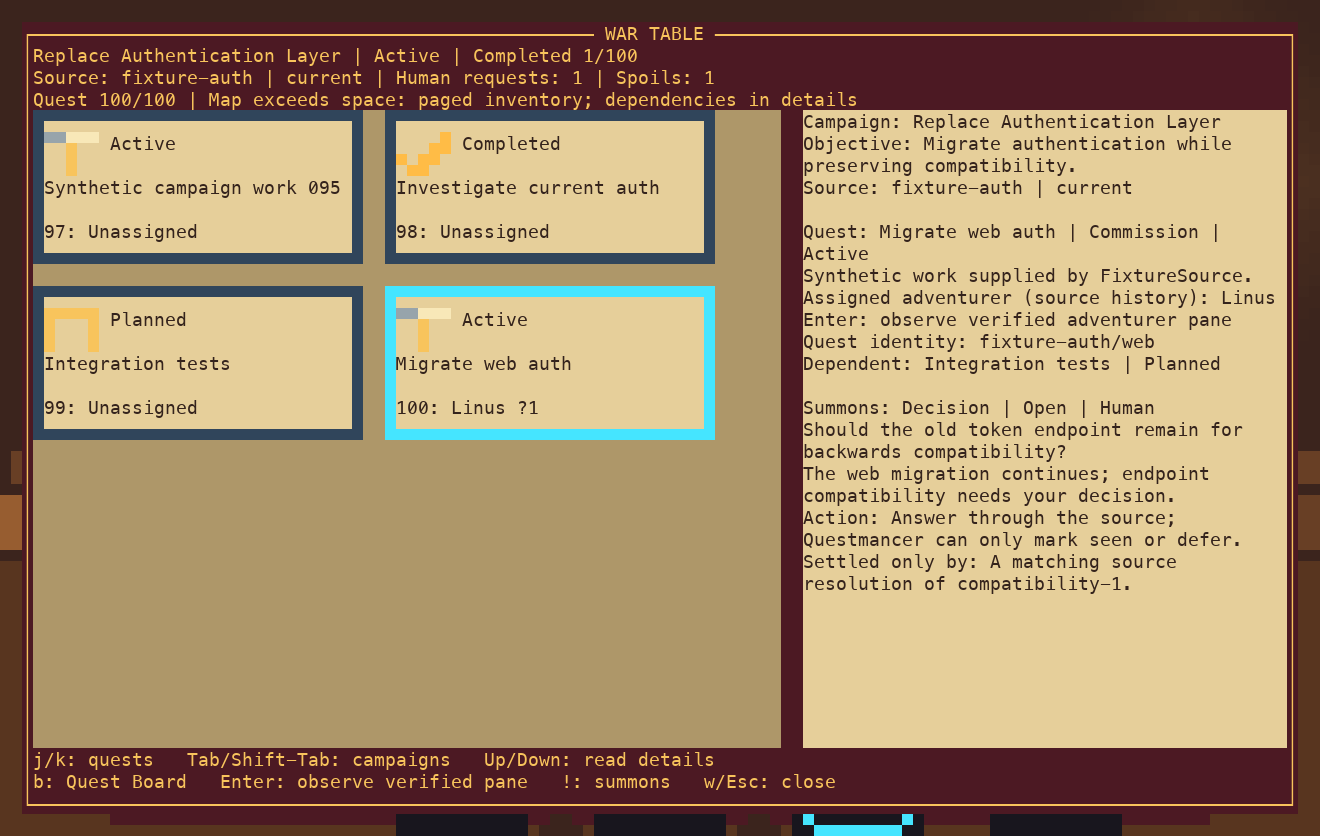 WAR TABLE
Replace Authentication Layer | Active | Completed 1/100
Source: fixture-auth | current | Human requests: 1 | Spoils: 1
Quest 100/100 | Map exceeds space: paged inventory; dependencies in details
Active
Synthetic campaign work 095
97: Unassigned
Completed
Investigate current auth
98: Unassigned
Planned
Integration tests
99: Unassigned
Active
Migrate web auth
100: Linus ?1
Campaign: Replace Authentication Layer
Objective: Migrate authentication while
preserving compatibility.
Source: fixture-auth | current
Quest: Migrate web auth | Commission |
Active
Synthetic work supplied by FixtureSource.
Assigned adventurer (source history): Linus
Enter: observe verified adventurer pane
Quest identity: fixture-auth/web
Dependent: Integration tests | Planned
Summons: Decision | Open | Human
Should the old token endpoint remain for
backwards compatibility?
The web migration continues; endpoint
compatibility needs your decision.
Action: Answer through the source;
Questmancer can only mark seen or defer.
Settled only by: A matching source
resolution of compatibility-1.
j/k: quests   Tab/Shift-Tab: campaigns   Up/Down: read details
b: Quest Board   Enter: observe verified pane   !: summons   w/Esc: close